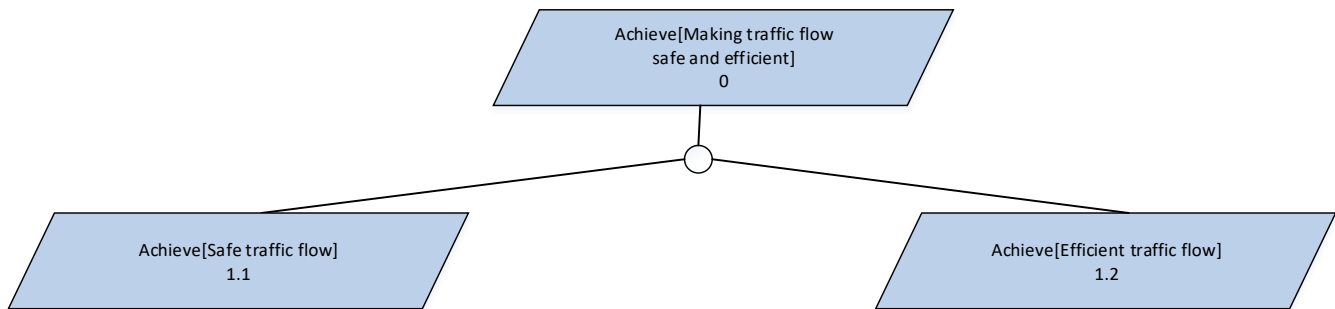 Achieve[Making traffic flow
safe and efficient]
0
Achieve[Safe traffic flow]
1.1
Achieve[Efficient traffic flow]
1.2